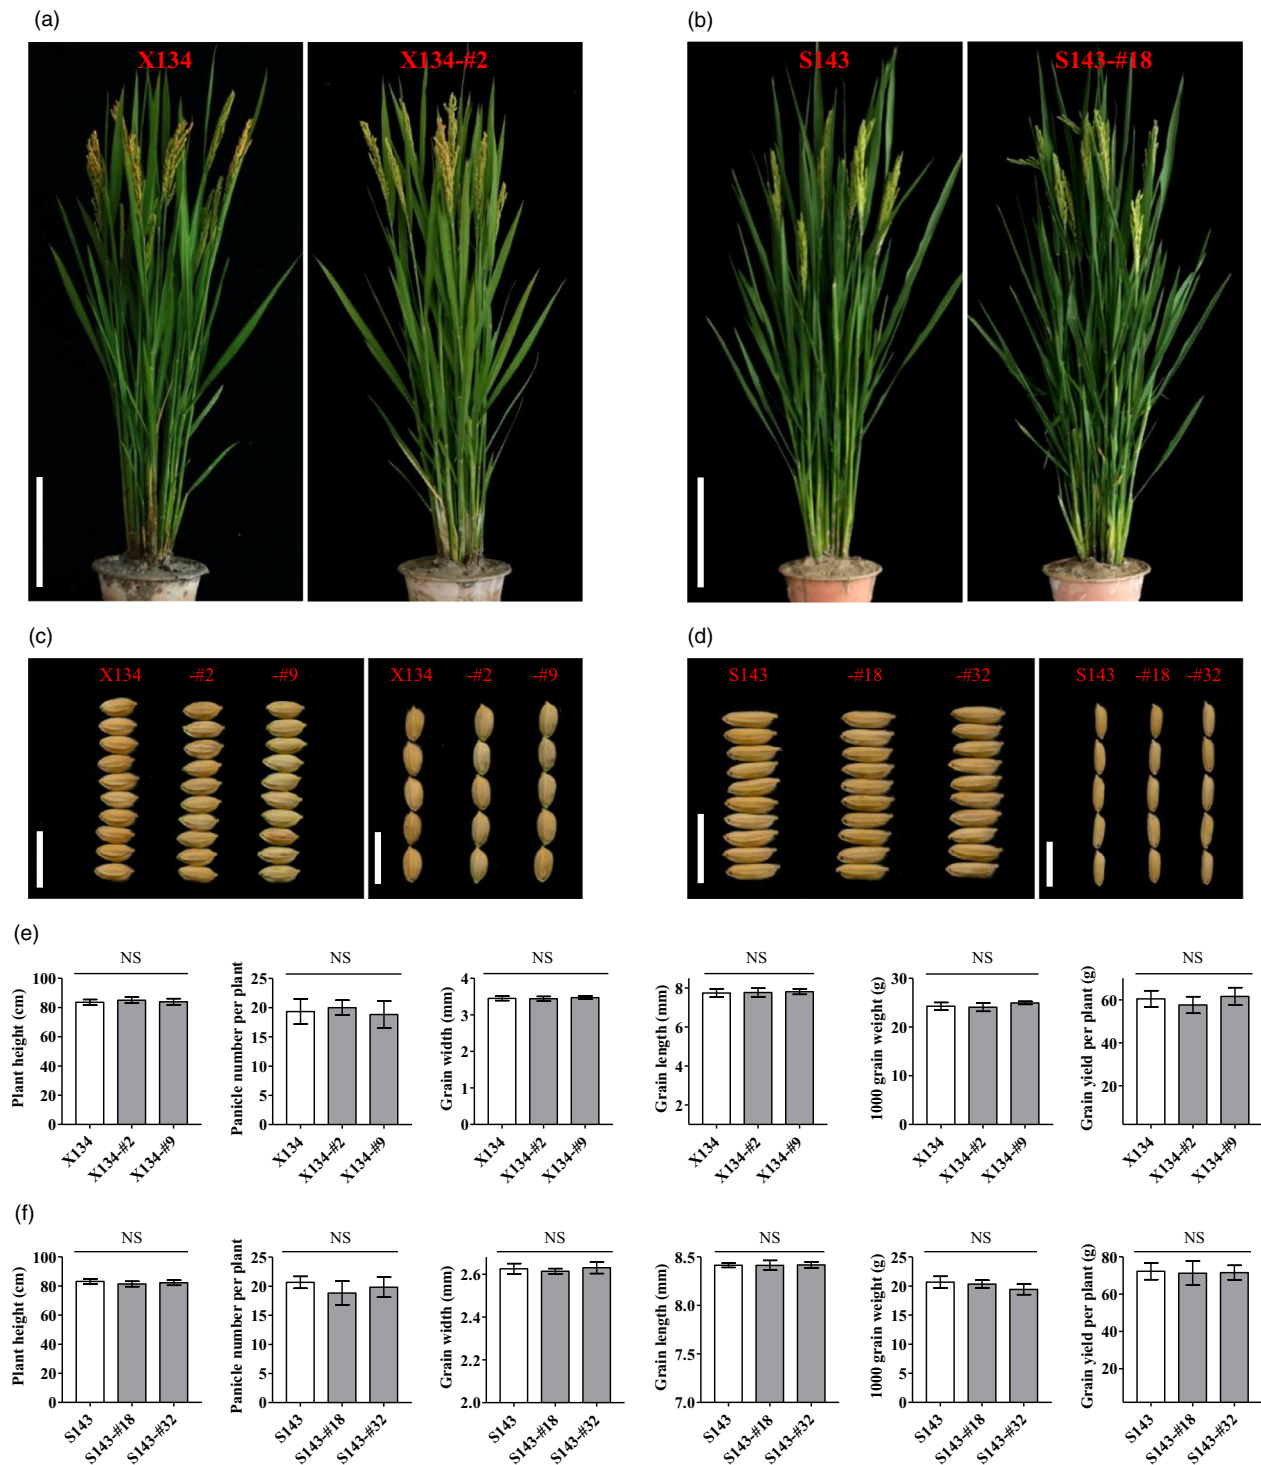 (a)
(b)
X134
X134-#2
S143
S143-#18
(c)
(d)
X134
-#2
-#9
X134
-#2
-#9
S143
-#18
-#32
S143
-#18
-#32
(e)
NS
Plant height (cm)
100
80
60
40
20
0
X134
X134-#2
X134-#9
NS
Panicle number per plant
25
20
15
10
5
0
X134
X134-#2
X134-#9
NS
Grain width (mm)
4
3
2
1
0
X134
X134-#2
X134-#9
NS
Grain length (mm)
8
6
4
2
X134
X134-#2
X134-#9
NS
1000 grain weight (g)
30
20
10
0
X134
X134-#2
X134-#9
NS
Grain yield per plant (g)
60
40
20
X134
X134-#2
X134-#9
(f)
NS
Plant height (cm)
100
80
60
40
20
0
S143
S143-#18
S143-#32
NS
Panicle number per plant
25
20
15
10
5
0
S143
S143-#18
S143-#32
NS
Grain width (mm)
2.6
2.4
2.2
2.0
S143
S143-#18
S143-#32
NS
Grain length (mm)
8.5
8.0
7.5
7.0
S143
S143-#18
S143-#32
NS
1000 grain weight (g)
25
20
15
10
5
0
S143
S143-#18
S143-#32
NS
Grain yield per plant (g)
80
60
40
20
S143
S143-#18
S143-#32